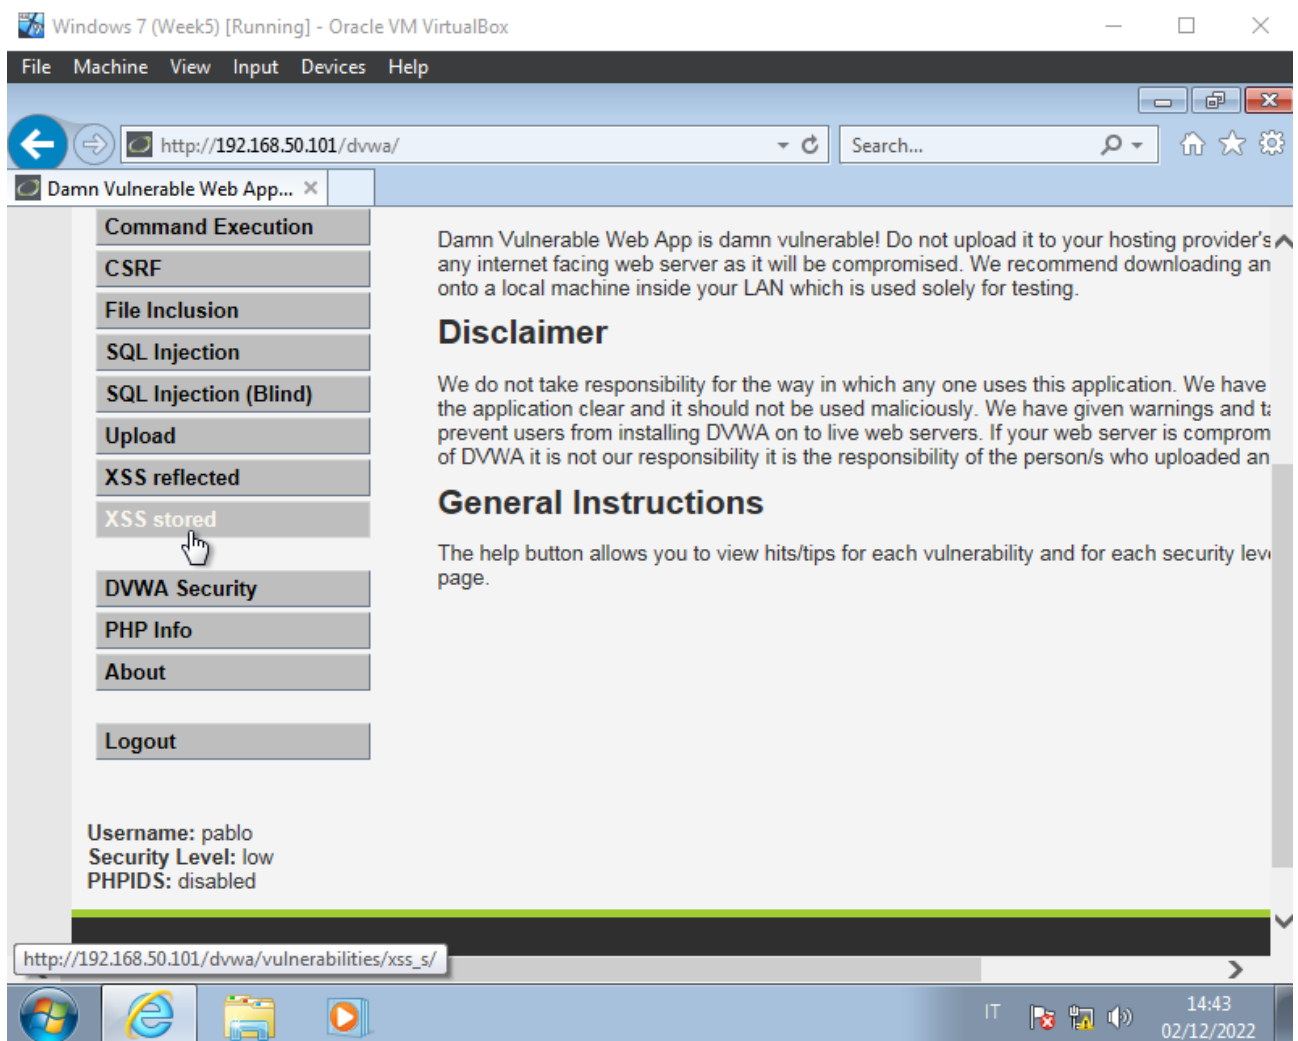 Windows 7 (Week5) [Running] - Oracle VM VirtualBox
File Machine View Input Devices Help
http://192.168.50.101/dvwa/
Search...
Damn Vulnerable Web App...
Command Execution
CSRF
File Inclusion
SQL Injection
SQL Injection (Blind)
Upload
XSS reflected
XSS stored
DVWA Security
PHP Info
About
Logout
Username: pablo
Security Level: low
PHPIDS: disabled
Damn Vulnerable Web App is damn vulnerable! Do not upload it to your hosting provider's
any internet facing web server as it will be compromised. We recommend downloading an
onto a local machine inside your LAN which is used solely for testing.
Disclaimer
We do not take responsibility for the way in which any one uses this application. We have
the application clear and it should not be used maliciously. We have given warnings and ta
prevent users from installing DVWA on to live web servers. If your web server is comprom
of DVWA it is not our responsibility it is the responsibility of the person/s who uploaded an
General Instructions
The help button allows you to view hits/tips for each vulnerability and for each security leve
page.
http://192.168.50.101/dvwa/vulnerabilities/xss_s/
IT
14:43
02/12/2022